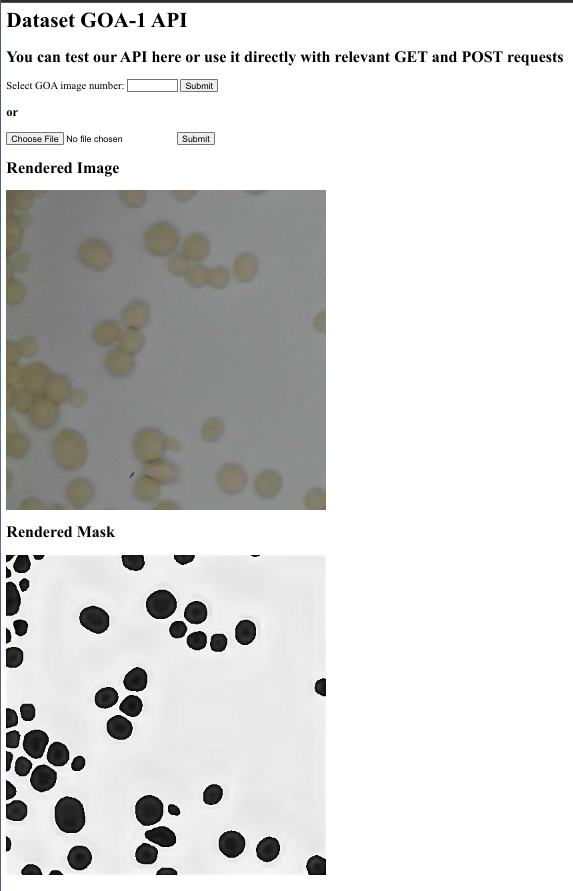 Dataset GOA-1 API
You can test our API here or use it directly with relevant GET and POST requests
Select GOA image number: Submit
or
Choose File No file chosen Submit
Rendered Image
Rendered Mask